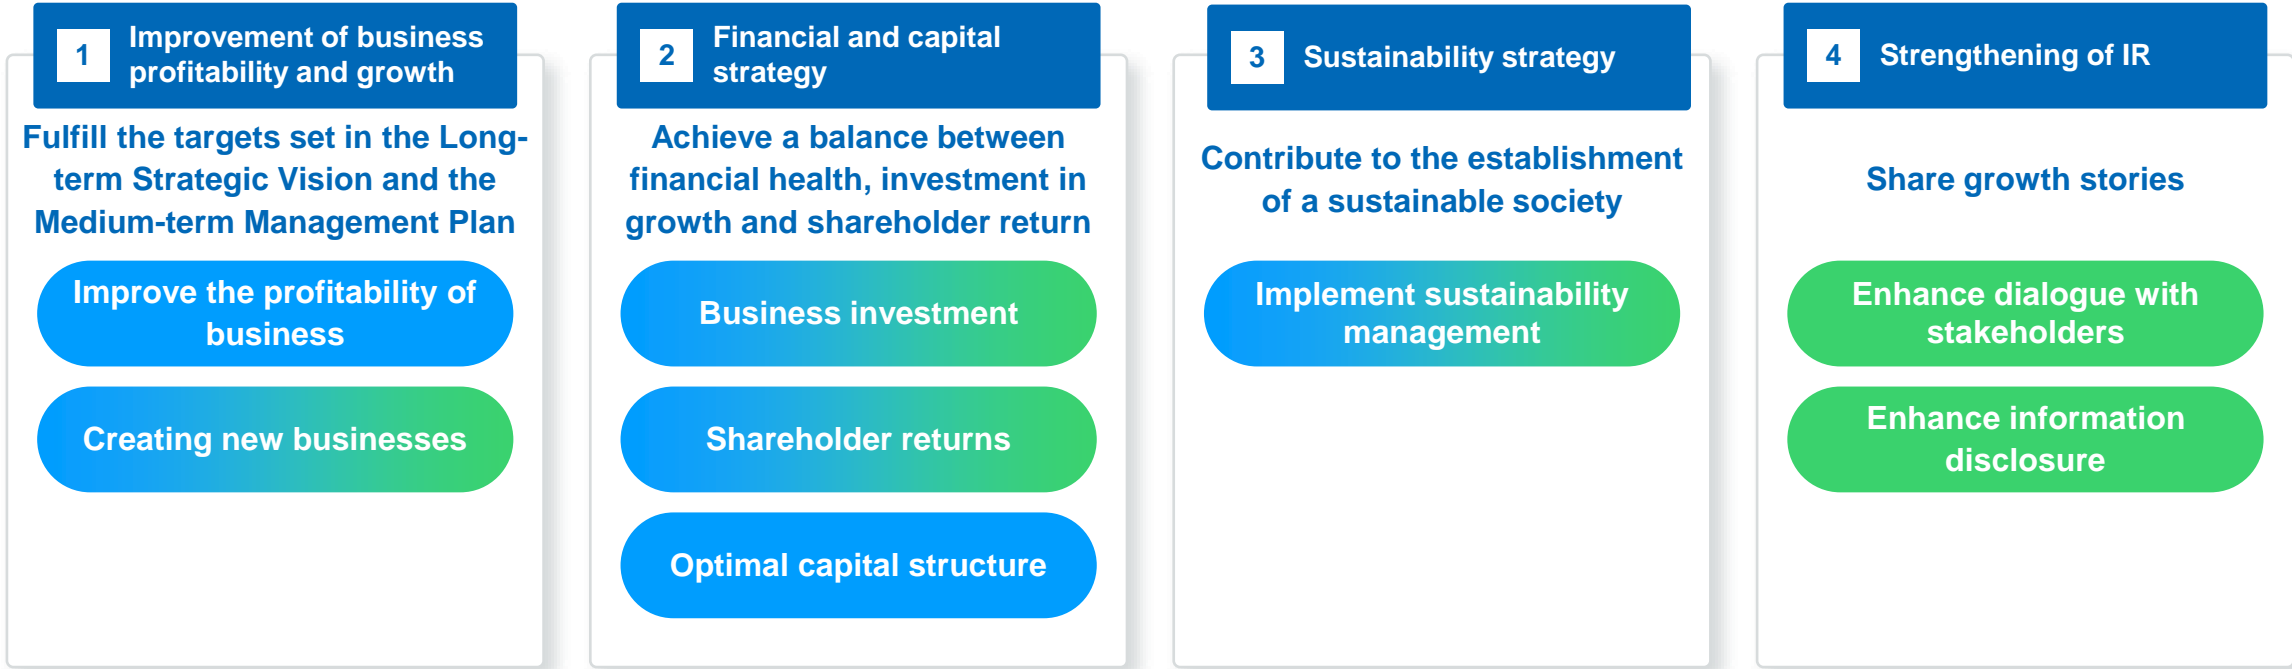 1
Improvement of business
profitability and growth
Fulfill the targets set in the Long-
term Strategic Vision and the
Medium-term Management Plan
Improve the profitability of
business
Creating new businesses
2
Financial and capital
strategy
Achieve a balance between
financial health, investment in
growth and shareholder return
Business investment
Shareholder returns
Optimal capital structure
3
Sustainability strategy
Contribute to the establishment
of a sustainable society
Implement sustainability
management
4
Strengthening of IR
Share growth stories
Enhance dialogue with
stakeholders
Enhance information
disclosure